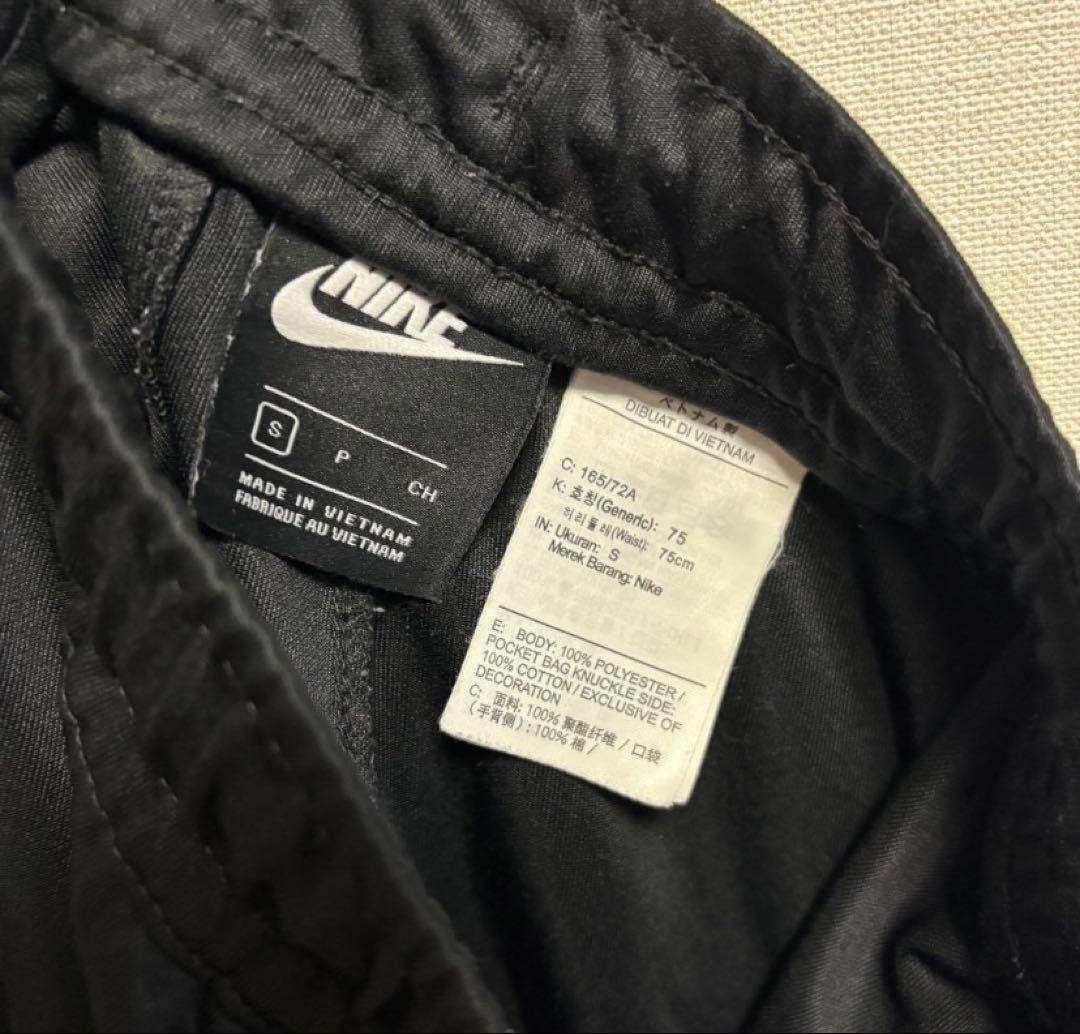 NIKE
S P CH
MADE IN VIETNAM
FABRIQUE AU VIETNAM
ベトナム製
DIBUAT DI VIETNAM
C: 165/72A
K: 호칭(Generic): 75
허리둘레(Waist): 75cm
IN: Ukuran: S
Merek Barang: Nike
E: BODY: 100% POLYESTER /
POCKET BAG KNUCKLE SIDE:
100% COTTON / EXCLUSIVE OF
DECORATION
C: 面料: 100% 聚酯纤维 / 口袋
(手背侧) : 100% 棉 /